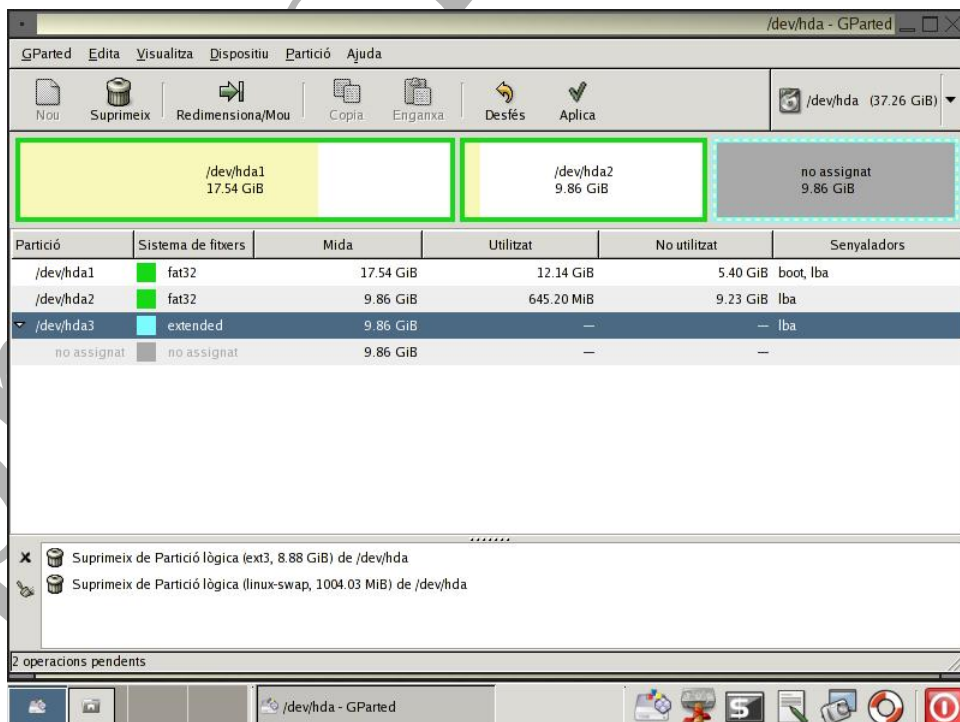 /dev/hda - GParted
GParted Edita Visualitza Dispositiu Partició Ajuda
Nou Suprimeix Redimensiona/Mou Copia Enganxa Desfés Aplica /dev/hda (37.26 GiB)
/dev/hda1
17.54 GiB
/dev/hda2
9.86 GiB
no assignat
9.86 GiB
Partició Sistema de fitxers Mida Utilitzat No utilitzat Senyaladors
/dev/hda1 fat32 17.54 GiB 12.14 GiB 5.40 GiB boot, lba
/dev/hda2 fat32 9.86 GiB 645.20 MiB 9.23 GiB lba
/dev/hda3 extended 9.86 GiB — — lba
no assignat no assignat 9.86 GiB — —
Suprimeix de Partició lògica (ext3, 8.88 GiB) de /dev/hda
Suprimeix de Partició lògica (linux-swap, 1004.03 MiB) de /dev/hda
2 operacions pendents
/dev/hda - GParted